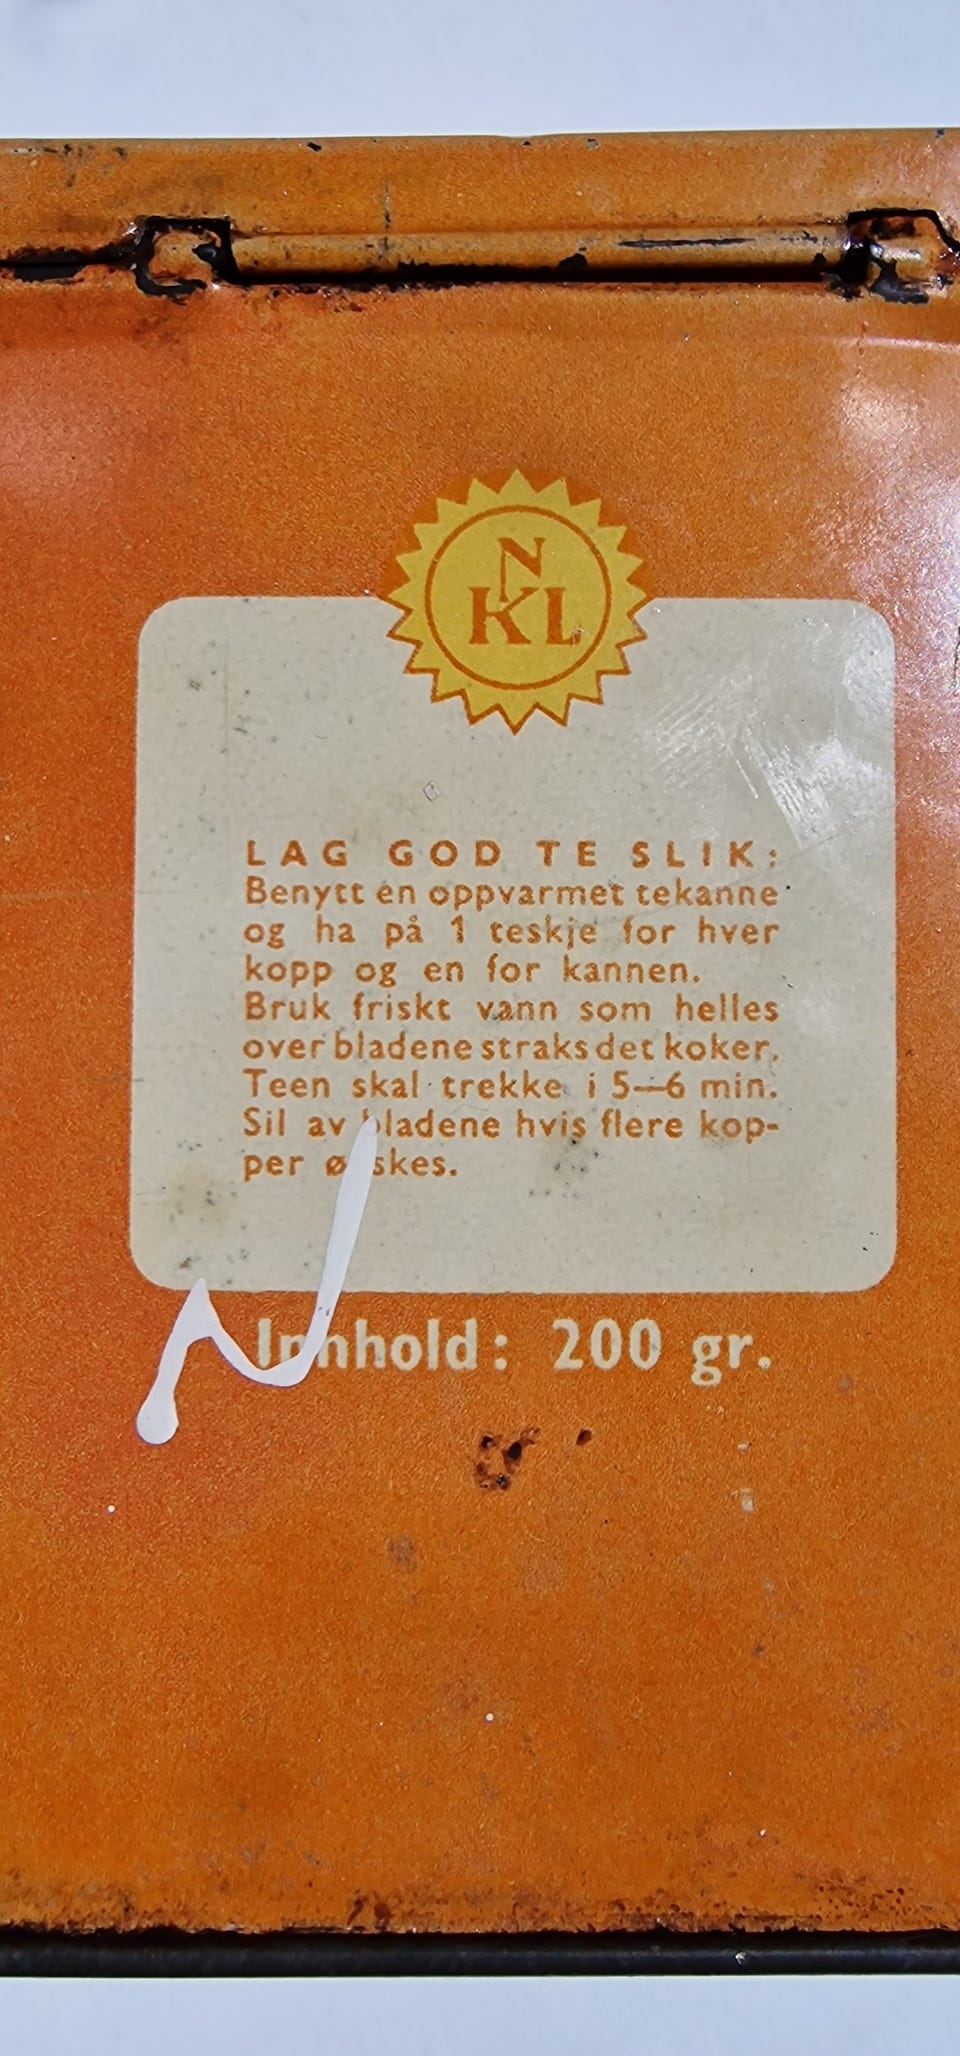 N
KL
LAG GOD TE SLIK:
Benytt en oppvarmet tekanne
og ha på 1 teskje for hver
kopp og en for kannen.
Bruk friskt vann som helles
over bladene straks det koker.
Teen skal trekke i 5—6 min.
Sil av bladene hvis flere kop-
per ønskes.
Innhold: 200 gr.